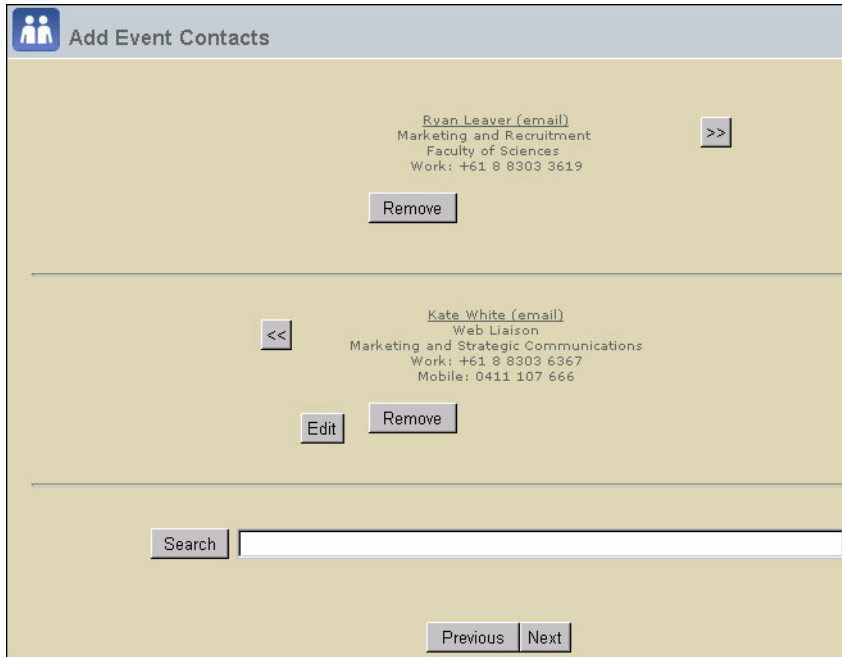 Add Event Contacts
Ryan Leaver (email)
>>
Marketing and Recruitment
Faculty of Sciences
Work: +61 8 8303 3619
Remove
Kate White (email)
<<
Web Liaison
Marketing and Strategic Communications
Work: +61 8 8303 6367
Mobile: 0411 107 666
Edit Remove
Search
Previous Next